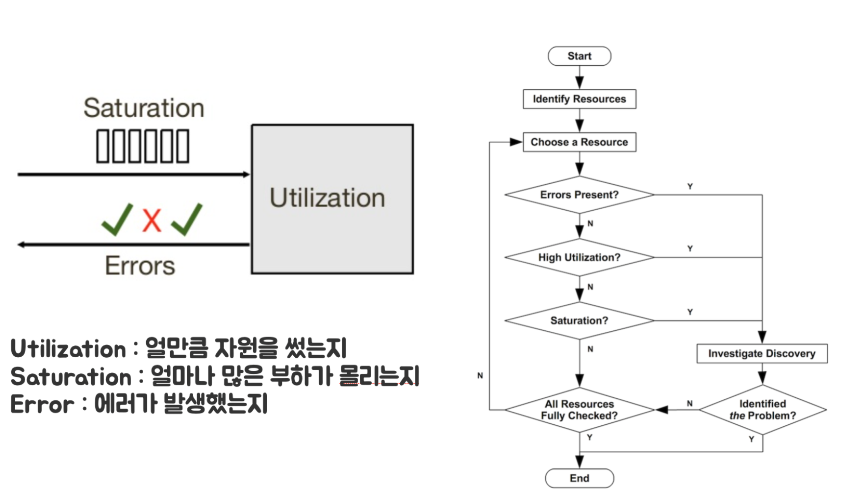 Saturation
Utilization
X
Errors
Utilization : 얼만큼 자원을 썼는지
Saturation : 얼마나 많은 부하가 몰리는지
Error : 에러가 발생했는지
Start
Identify Resources
Choose a Resource
Errors Present?
Y
N
High Utilization?
Y
N
Saturation?
Y
N
Investigate Discovery
N
All Resources
Fully Checked?
N
Identified
the Problem?
Y
Y
End